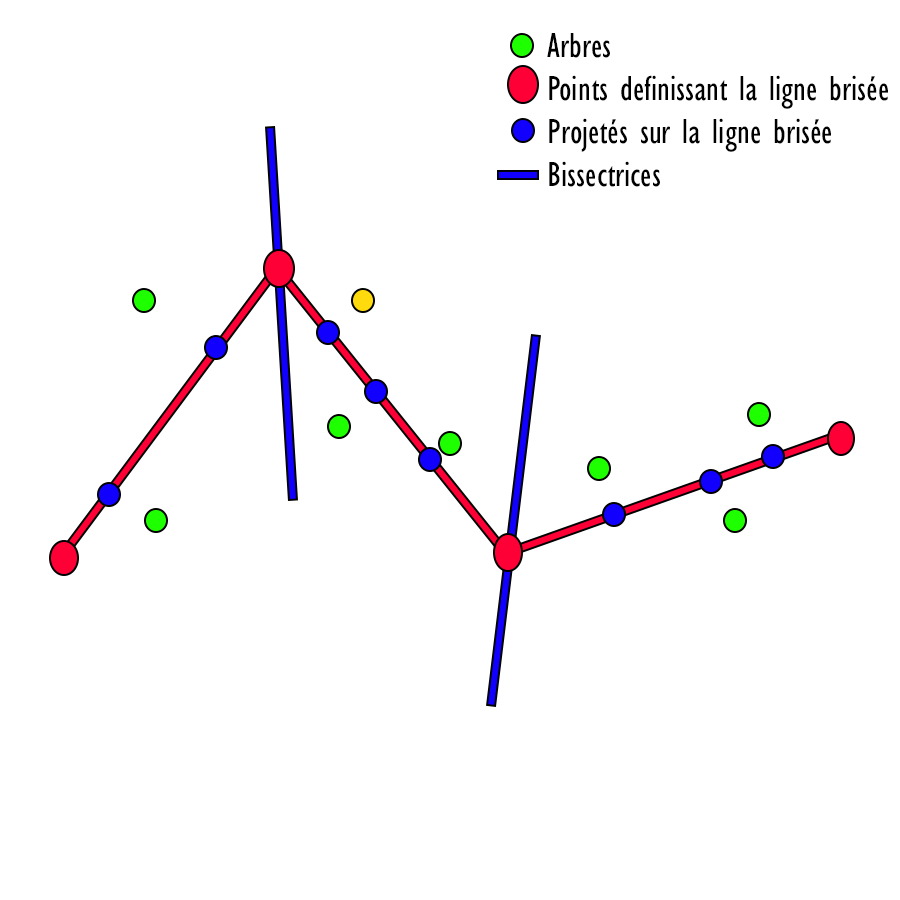 Arbres
Points definissant la ligne brisée
Projetés sur la ligne brisée
Bissectrices